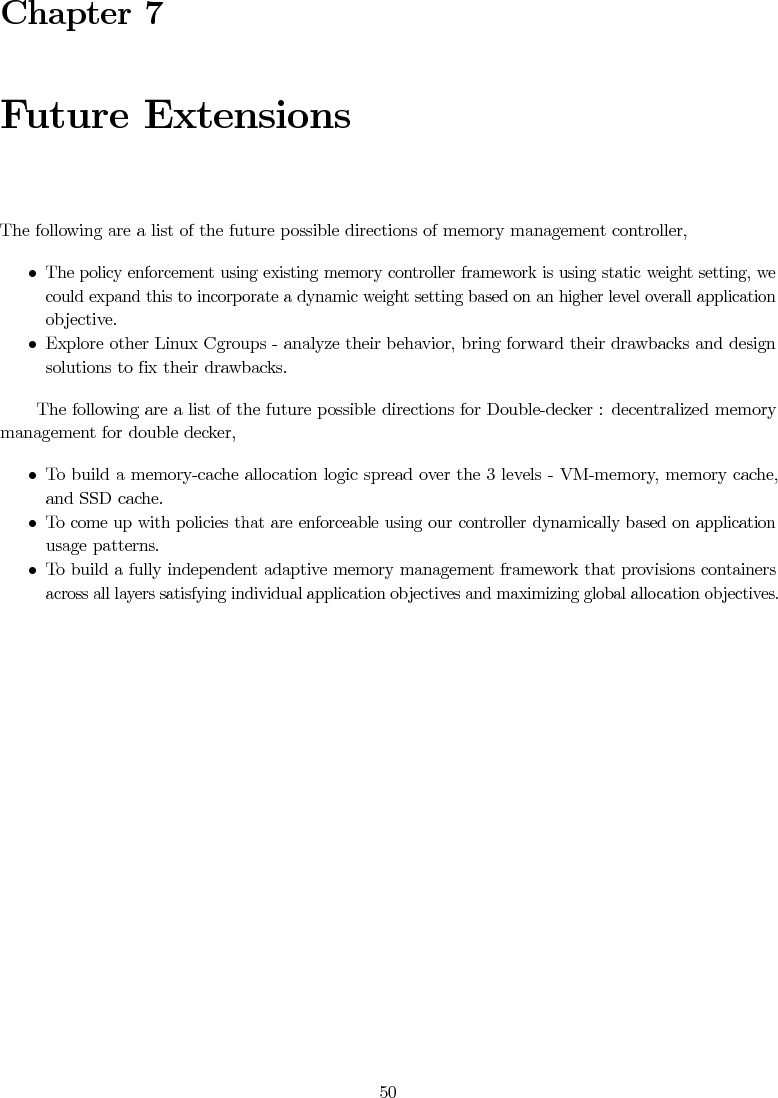 Chapter 7
Future Extensions
The following are a list of the future possible directions of memory management controller,
• The policy enforcement using existing memory controller framework is using static weight setting, we
could expand this to incorporate a dynamic weight setting based on an higher level overall application
objective.
• Explore other Linux Cgroups - analyze their behavior, bring forward their drawbacks and design
solutions to fix their drawbacks.
The following are a list of the future possible directions for Double-decker : decentralized memory
management for double decker,
• To build a memory-cache allocation logic spread over the 3 levels - VM-memory, memory cache,
and SSD cache.
• To come up with policies that are enforceable using our controller dynamically based on application
usage patterns.
• To build a fully independent adaptive memory management framework that provisions containers
across all layers satisfying individual application objectives and maximizing global allocation objectives.
50